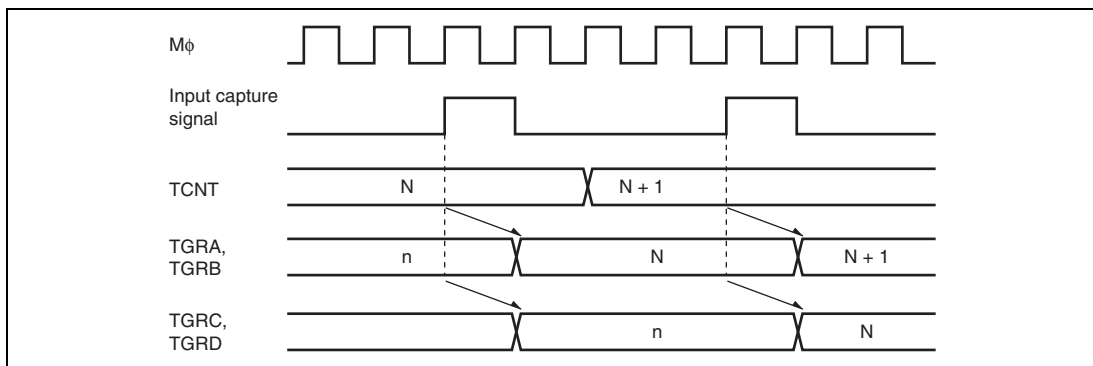 Mϕ
Input capture
signal
TCNT
N
N + 1
TGRA,
TGRB
n
N
N + 1
TGRC,
TGRD
n
N